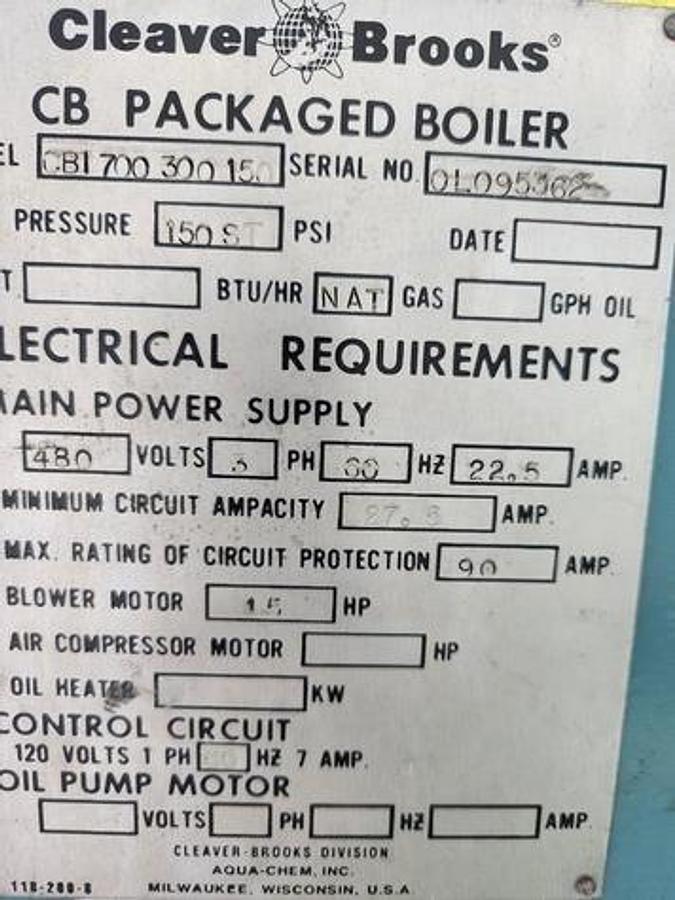 Cleaver Brooks®
CB PACKAGED BOILER
EL CBI 700 300 150 SERIAL NO. OL095362
PRESSURE 150 ST PSI DATE
T BTU/HR NAT GAS GPH OIL
LECTRICAL REQUIREMENTS
MAIN POWER SUPPLY
480 VOLTS 3 PH 60 HZ 22.5 AMP.
MINIMUM CIRCUIT AMPACITY AMP.
MAX. RATING OF CIRCUIT PROTECTION 90 AMP.
BLOWER MOTOR 15 HP
AIR COMPRESSOR MOTOR HP
OIL HEATER KW
CONTROL CIRCUIT
120 VOLTS 1 PH HZ 7 AMP.
OIL PUMP MOTOR
VOLTS PH HZ AMP.
CLEAVER-BROOKS DIVISION
AQUA-CHEM, INC.
118-280-8 MILWAUKEE, WISCONSIN, U.S.A.